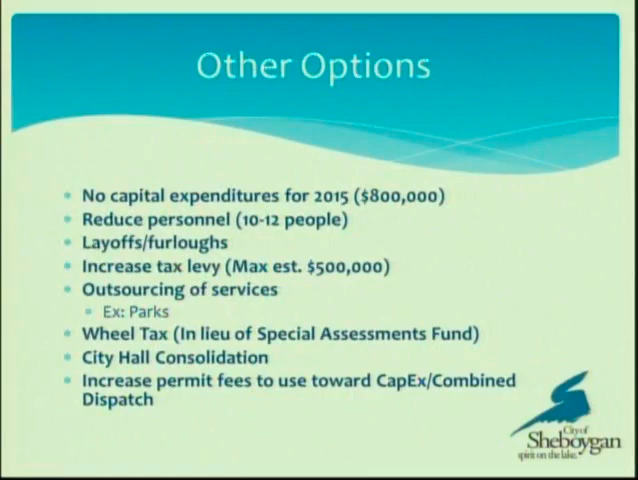 Other Options
No capital expenditures for 2015 ($800,000)
Reduce personnel (10-12 people)
Layoffs/furloughs
Increase tax levy (Max est. $500,000)
Outsourcing of services
Ex: Parks
Wheel Tax (In lieu of Special Assessments Fund)
City Hall Consolidation
Increase permit fees to use toward CapEx/Combined
Dispatch
City of
Sheboygan
spirit on the lake.